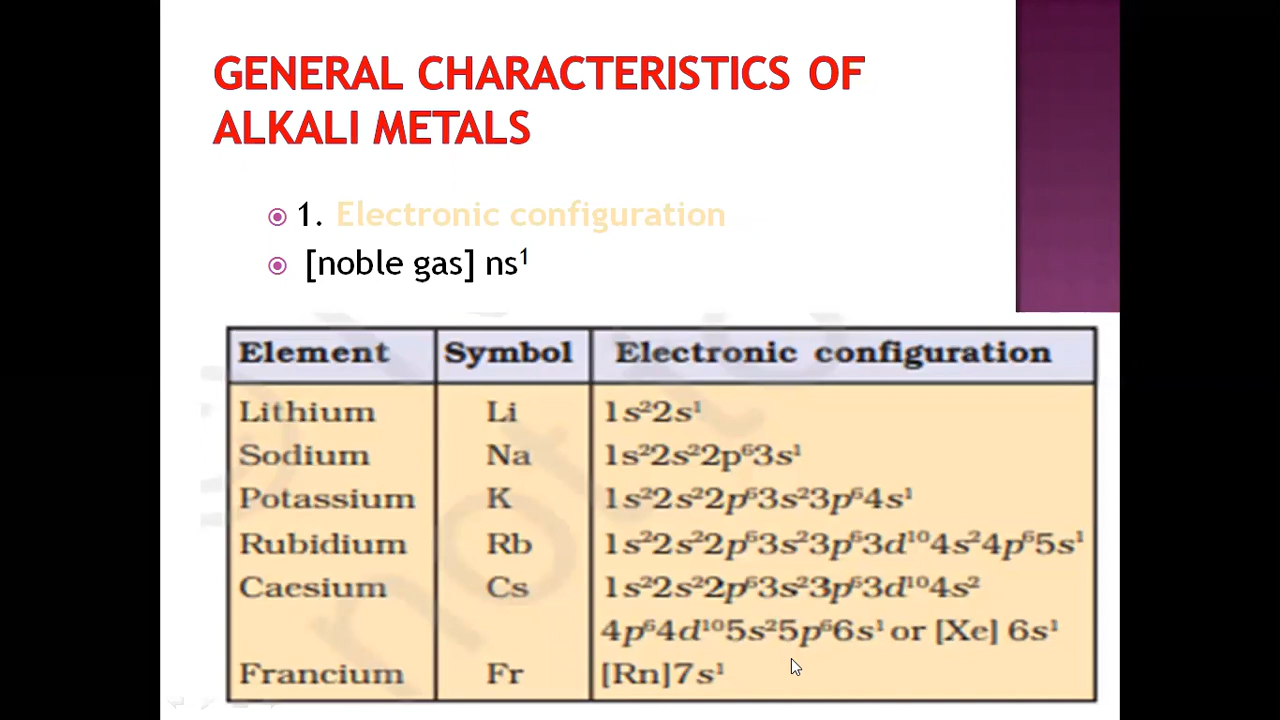 GENERAL CHARACTERISTICS OF
ALKALI METALS
1. Electronic configuration
[noble gas] ns¹
Element Symbol Electronic configuration
Lithium Li 1s²2s¹
Sodium Na 1s²2s²2p⁶3s¹
Potassium K 1s²2s²2p⁶3s²3p⁶4s¹
Rubidium Rb 1s²2s²2p⁶3s²3p⁶3d¹⁰4s²4p⁶5s¹
Caesium Cs 1s²2s²2p⁶3s²3p⁶3d¹⁰4s²
4p⁶4d¹⁰5s²5p⁶6s¹ or [Xe] 6s¹
Francium Fr [Rn]7s¹